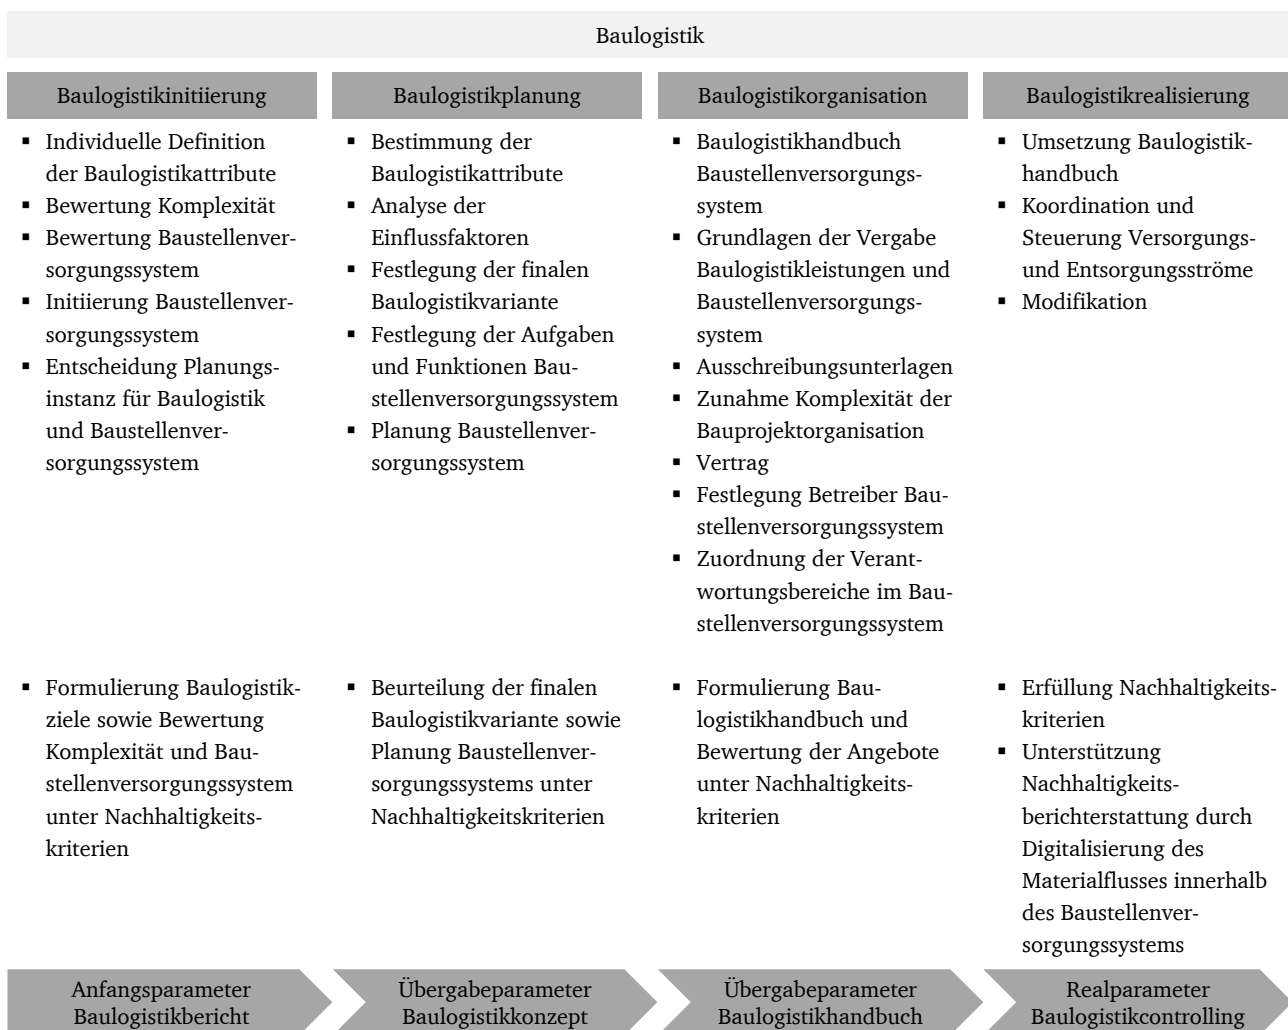 Baulogistik
Baulogistikinitiierung
▪ Individuelle Definition
der Baulogistikattribute
▪ Bewertung Komplexität
▪ Bewertung Baustellenver-
sorgungssystem
▪ Initiierung Baustellenver-
sorgungssystem
▪ Entscheidung Planungs-
instanz für Baulogistik
und Baustellenver-
sorgungssystem
▪ Formulierung Baulogistik-
ziele sowie Bewertung
Komplexität und Bau-
stellenversorgungssystem
unter Nachhaltigkeits-
kriterien
Anfangsparameter
Baulogistikbericht
Baulogistikplanung
▪ Bestimmung der
Baulogistikattribute
▪ Analyse der
Einflussfaktoren
▪ Festlegung der finalen
Baulogistikvariante
▪ Festlegung der Aufgaben
und Funktionen Bau-
stellenversorgungssystem
▪ Planung Baustellenver-
sorgungssystem
▪ Beurteilung der finalen
Baulogistikvariante sowie
Planung Baustellenver-
sorgungssystems unter
Nachhaltigkeitskriterien
Übergabeparameter
Baulogistikkonzept
Baulogistikorganisation
▪ Baulogistikhandbuch
Baustellenversorgungs-
system
▪ Grundlagen der Vergabe
Baulogistikleistungen und
Baustellenversorgungs-
system
▪ Ausschreibungsunterlagen
▪ Zunahme Komplexität der
Bauprojektorganisation
▪ Vertrag
▪ Festlegung Betreiber Bau-
stellenversorgungssystem
▪ Zuordnung der Verant-
wortungsbereiche im Bau-
stellenversorgungssystem
▪ Formulierung Bau-
logistikhandbuch und
Bewertung der Angebote
unter Nachhaltigkeits-
kriterien
Übergabeparameter
Baulogistikhandbuch
Baulogistikrealisierung
▪ Umsetzung Baulogistik-
handbuch
▪ Koordination und
Steuerung Versorgungs-
und Entsorgungsströme
▪ Modifikation
▪ Erfüllung Nachhaltigkeits-
kriterien
▪ Unterstützung
Nachhaltigkeits-
berichterstattung durch
Digitalisierung des
Materialflusses innerhalb
des Baustellenver-
sorgungssystems
Realparameter
Baulogistikcontrolling